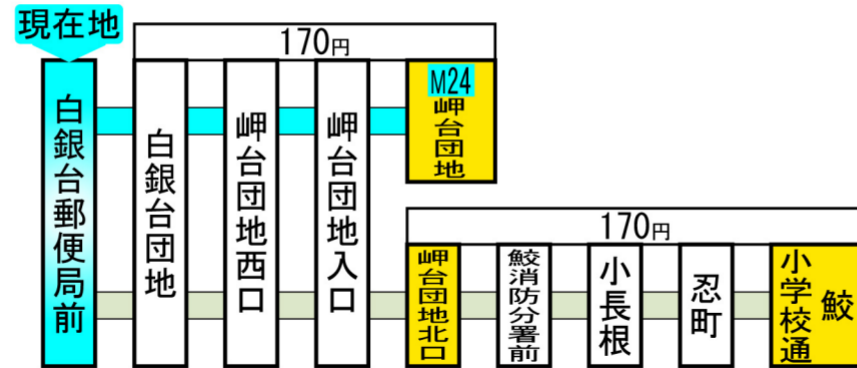 現在地
170円
白銀台郵便局前
白銀台団地
岬台団地西口
岬台団地入口
M24
岬台団地
170円
岬台団地北口
鮫消防分署前
小長根
忍町
鮫
小学校通